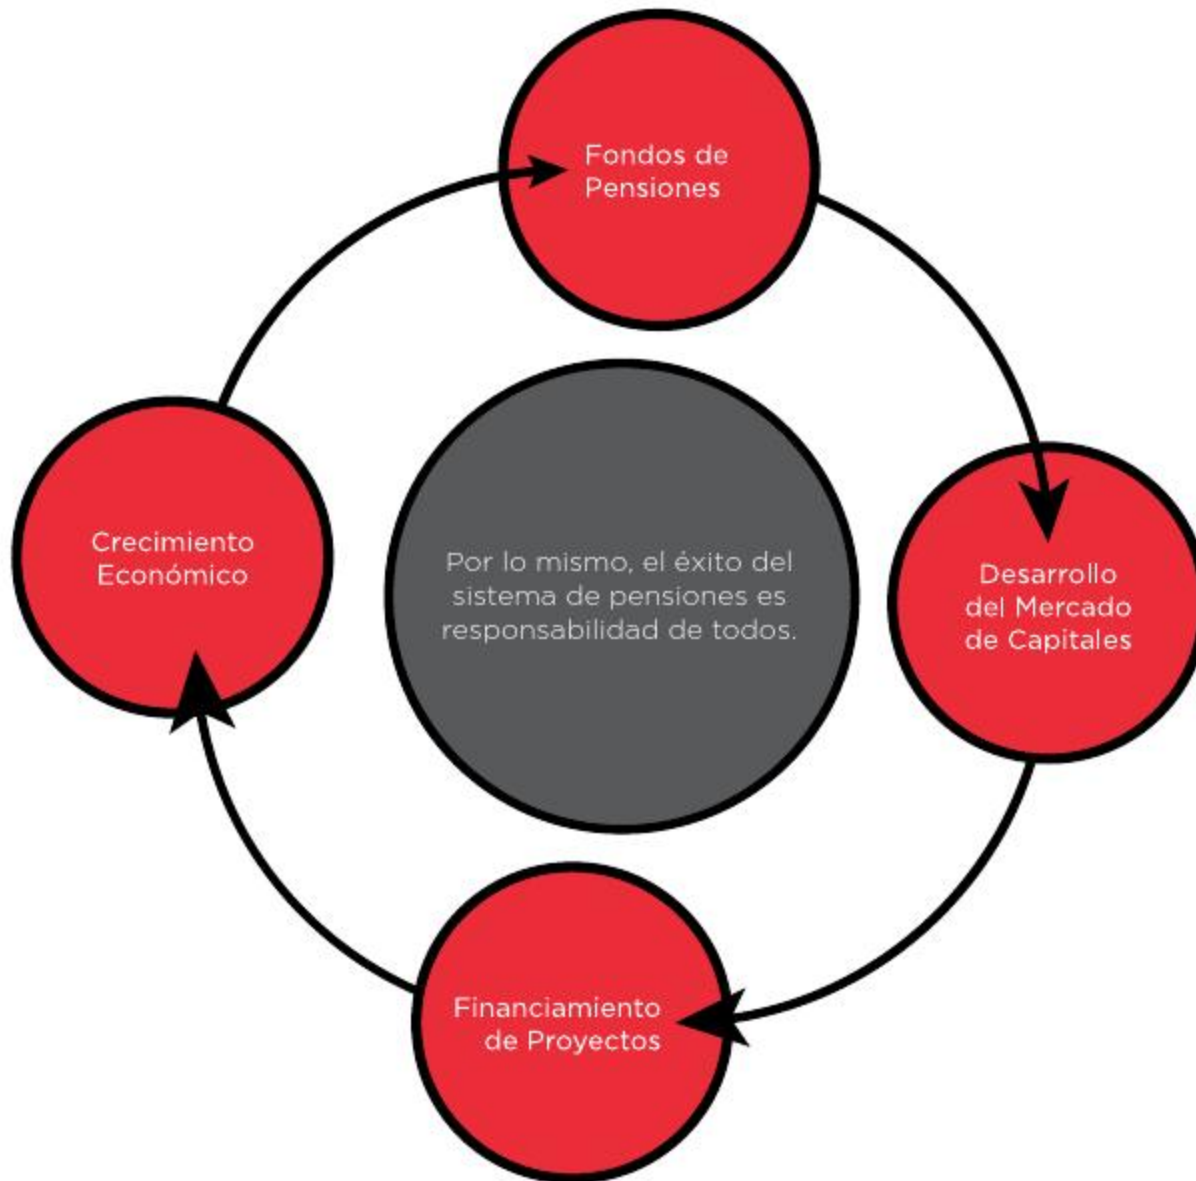 Fondos de
Pensiones
Crecimiento
Económico
Por lo mismo, el éxito del
sistema de pensiones es
responsabilidad de todos.
Desarrollo
del Mercado
de Capitales
Financiamiento
de Proyectos